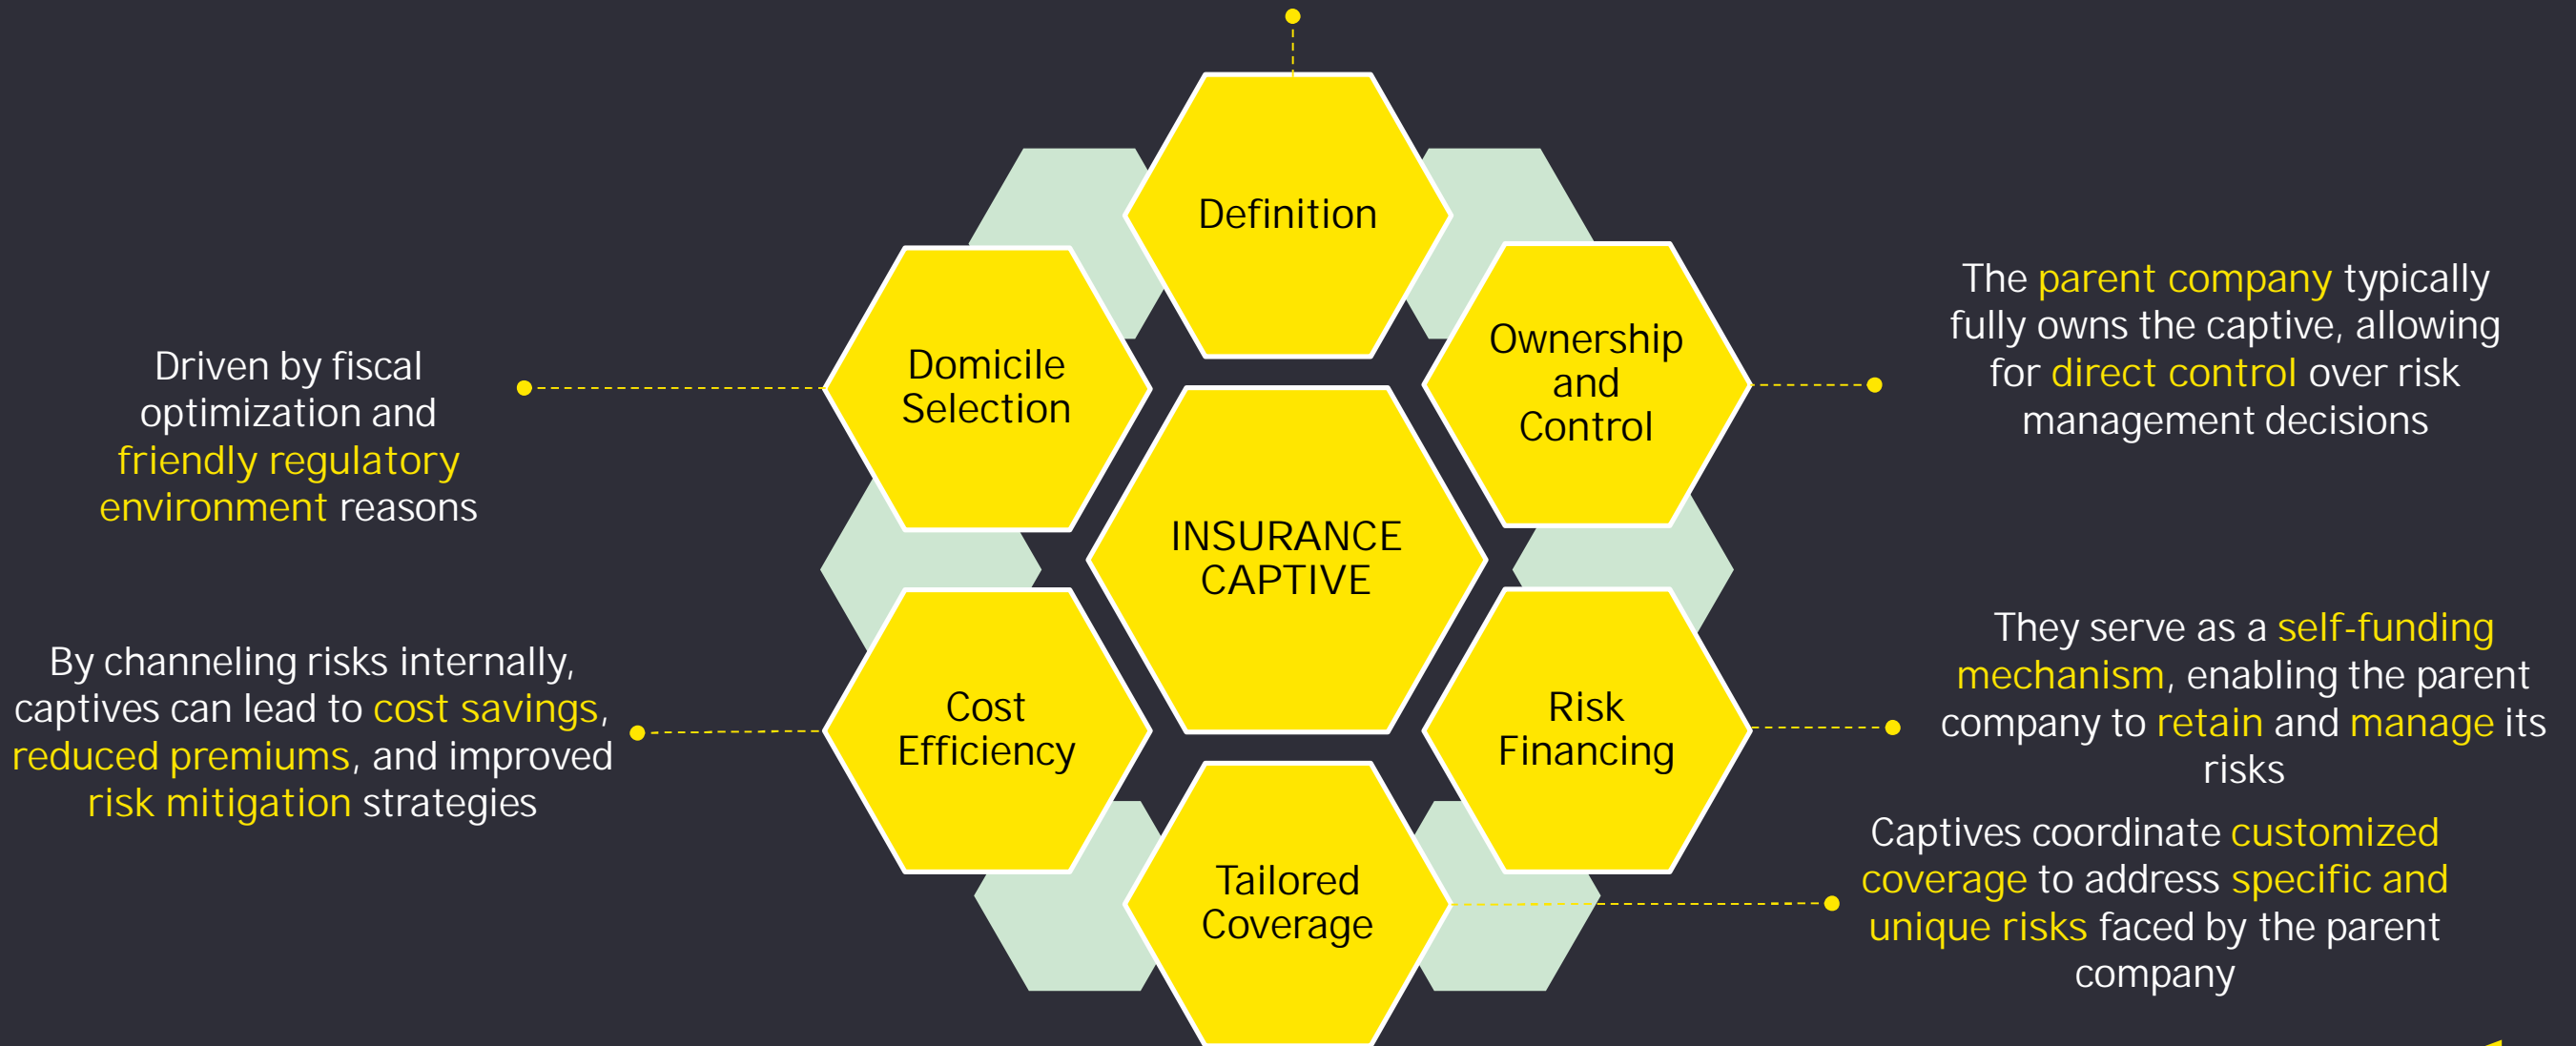 Definition
Domicile
Selection
Ownership
and
Control
INSURANCE
CAPTIVE
Cost
Efficiency
Risk
Financing
Tailored
Coverage
The parent company typically
fully owns the captive, allowing
for direct control over risk
management decisions
Driven by fiscal
optimization and
friendly regulatory
environment reasons
They serve as a self-funding
mechanism, enabling the parent
company to retain and manage its
risks
By channeling risks internally,
captives can lead to cost savings,
reduced premiums, and improved
risk mitigation strategies
Captives coordinate customized
coverage to address specific and
unique risks faced by the parent
company